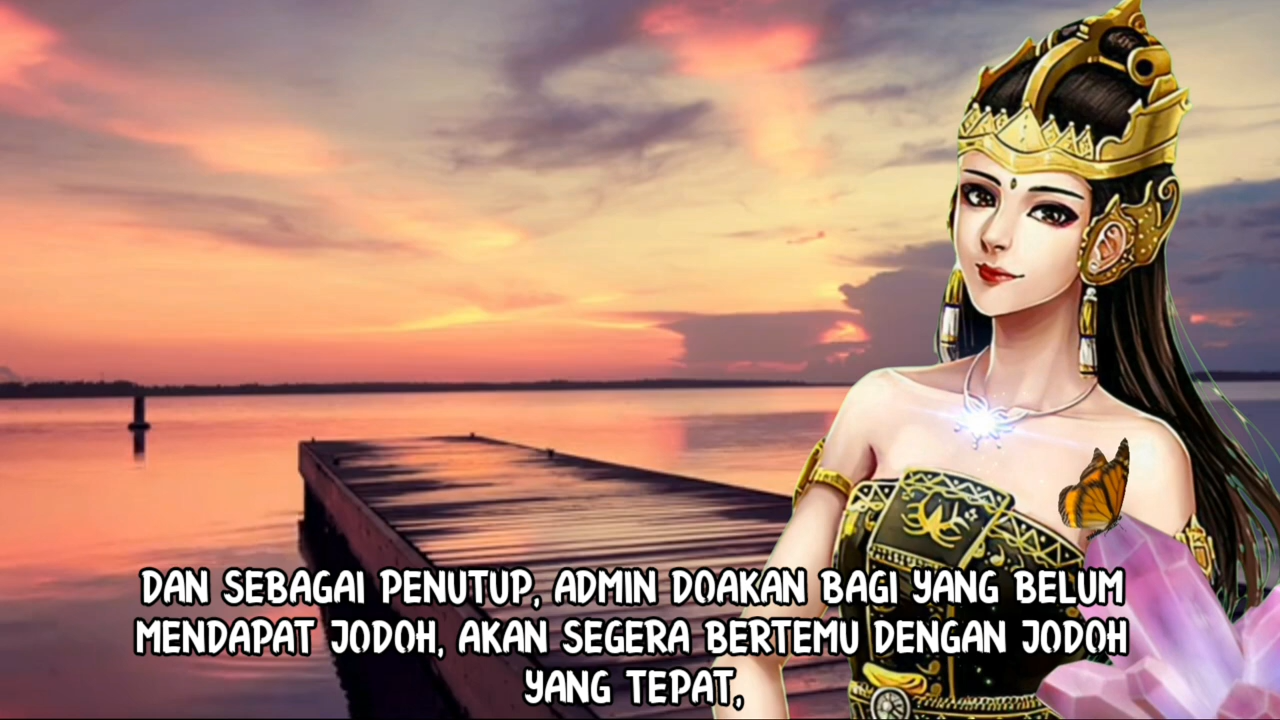 DAN SEBAGAI PENUTUP, ADMIN DOAKAN BAGI YANG BELUM
MENDAPAT JODOH, AKAN SEGERA BERTEMU DENGAN JODOH
YANG TEPAT,